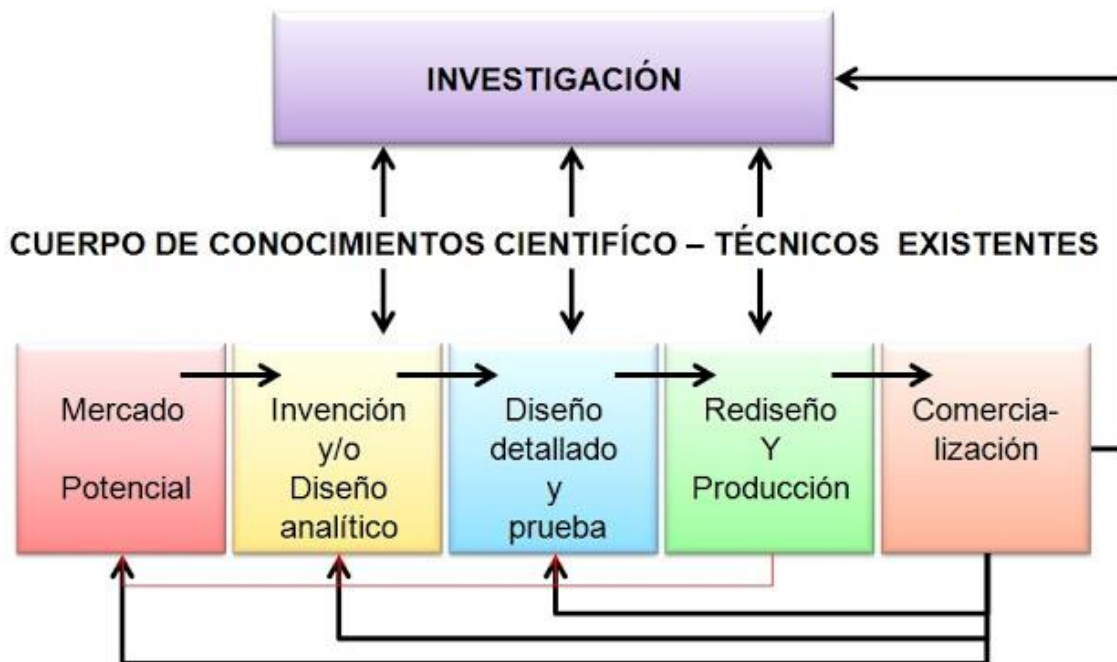 INVESTIGACIÓN
CUERPO DE CONOCIMIENTOS CIENTIFÍCO – TÉCNICOS EXISTENTES
Mercado
Potencial
Invención
y/o
Diseño
analítico
Diseño
detallado
y
prueba
Rediseño
Y
Producción
Comercia-
lización